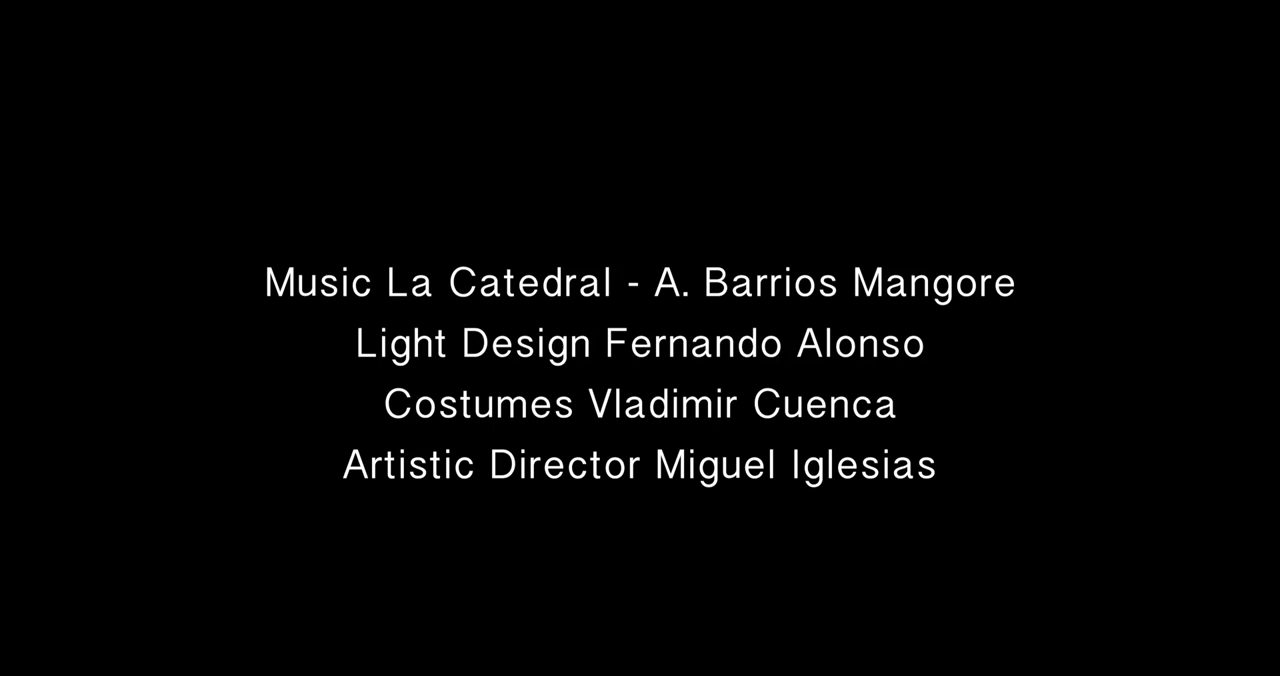 Music La Catedral - A. Barrios Mangore
Light Design Fernando Alonso
Costumes Vladimir Cuenca
Artistic Director Miguel Iglesias